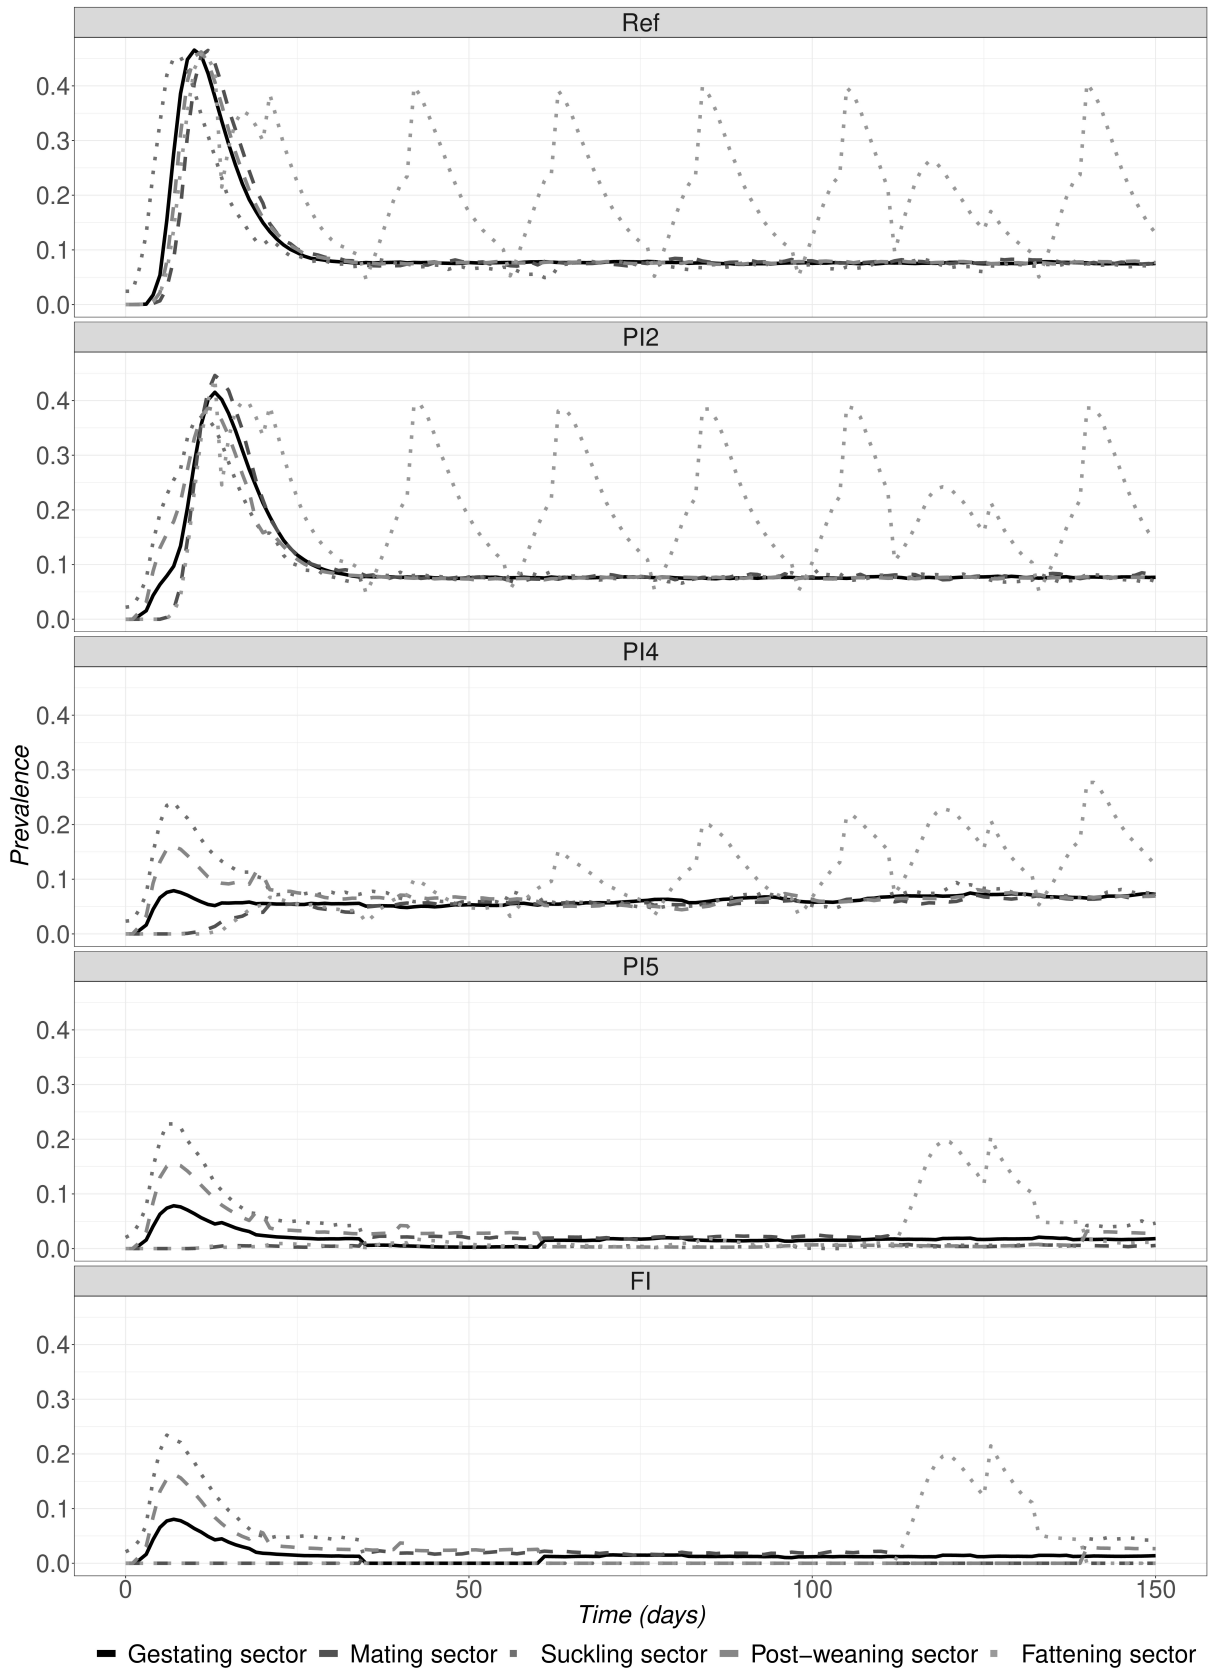 Ref
0.4
0.3
0.2
0.1
0.0
PI2
0.4
0.3
0.2
0.1
0.0
PI4
0.4
0.3
0.2
0.1
0.0
Prevalence
PI5
0.4
0.3
0.2
0.1
0.0
FI
0.4
0.3
0.2
0.1
0.0
0 50 100 150
Time (days)
Gestating sector Mating sector Suckling sector Post−weaning sector Fattening sector